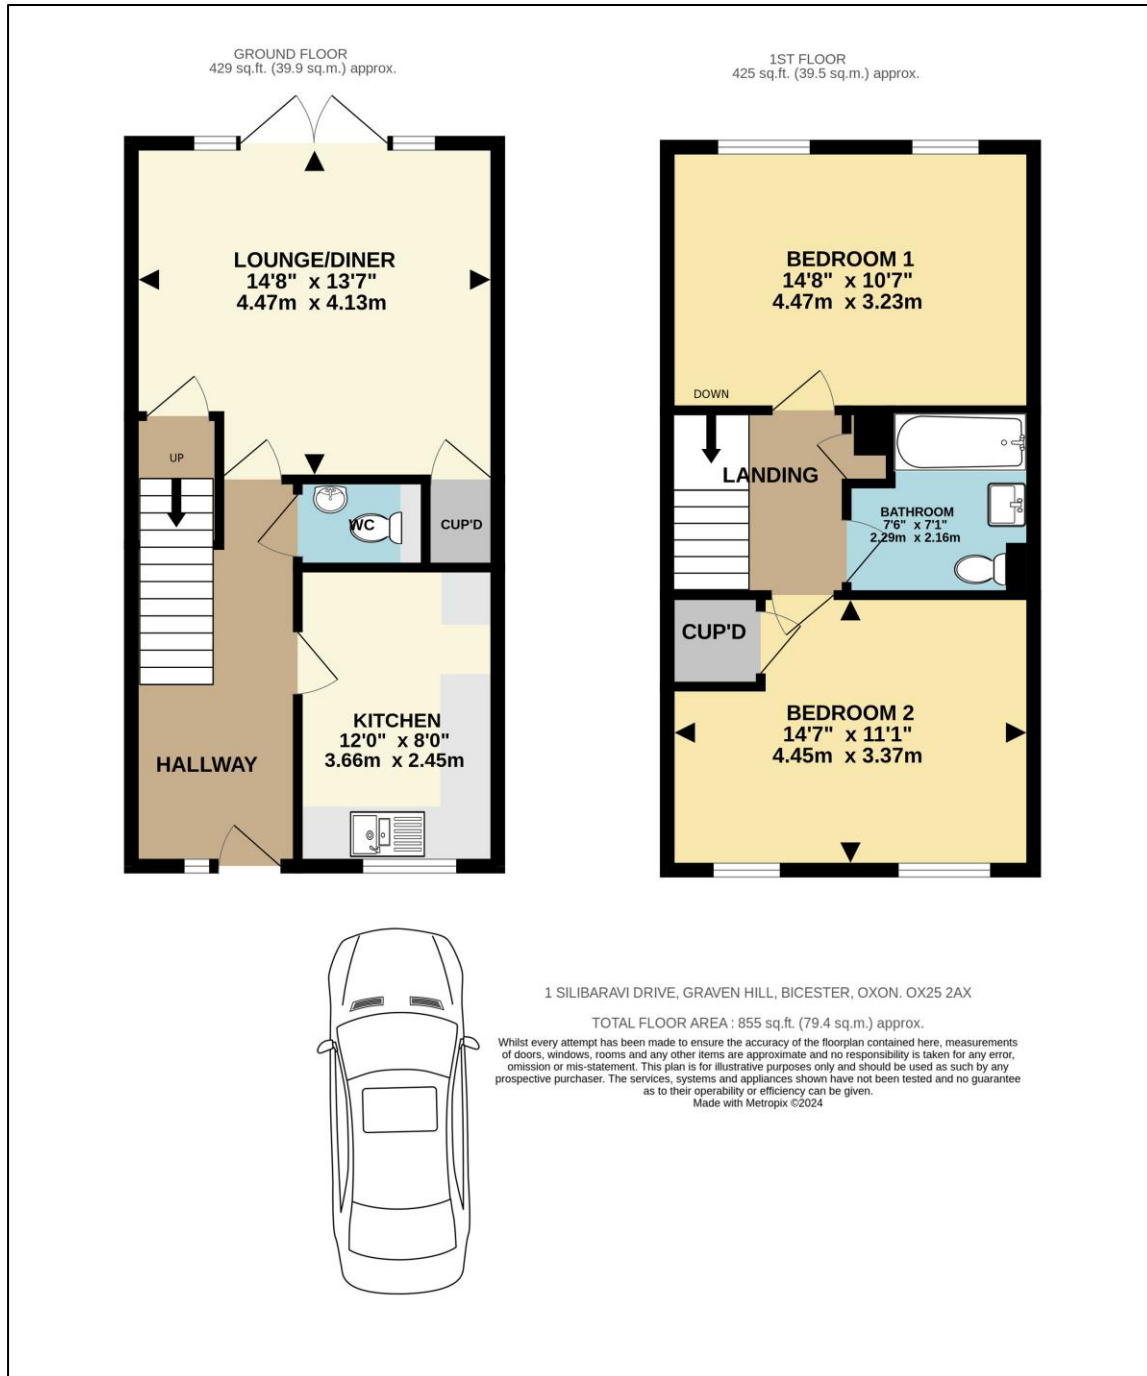 GROUND FLOOR
429 sq.ft. (39.9 sq.m.) approx.
1ST FLOOR
425 sq.ft. (39.5 sq.m.) approx.
LOUNGE/DINER
14'8" x 13'7"
4.47m x 4.13m
UP
WC
CUP'D
KITCHEN
12'0" x 8'0"
3.66m x 2.45m
HALLWAY
BEDROOM 1
14'8" x 10'7"
4.47m x 3.23m
DOWN
LANDING
BATHROOM
7'6" x 7'1"
2.29m x 2.16m
CUP'D
BEDROOM 2
14'7" x 11'1"
4.45m x 3.37m
1 SILIBARAVI DRIVE, GRAVEN HILL, BICESTER, OXON. OX25 2AX
TOTAL FLOOR AREA : 855 sq.ft. (79.4 sq.m.) approx.
Whilst every attempt has been made to ensure the accuracy of the floorplan contained here, measurements
of doors, windows, rooms and any other items are approximate and no responsibility is taken for any error,
omission or mis-statement. This plan is for illustrative purposes only and should be used as such by any
prospective purchaser. The services, systems and appliances shown have not been tested and no guarantee
as to their operability or efficiency can be given.
Made with Metropix ©2024